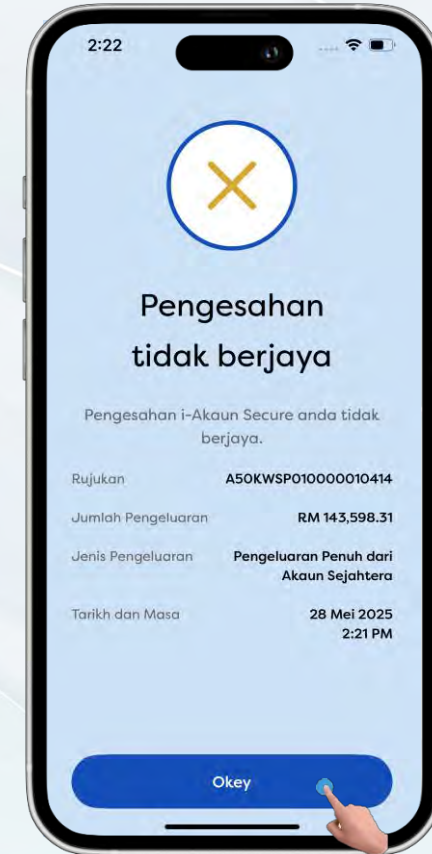 2:22
Pengesahan
tidak berjaya
Pengesahan i-Akaun Secure anda tidak
berjaya.
Rujukan A50KWSP010000010414
Jumlah Pengeluaran RM 143,598.31
Jenis Pengeluaran Pengeluaran Penuh dari
Akaun Sejahtera
Tarikh dan Masa 28 Mei 2025
2:21 PM
Okey